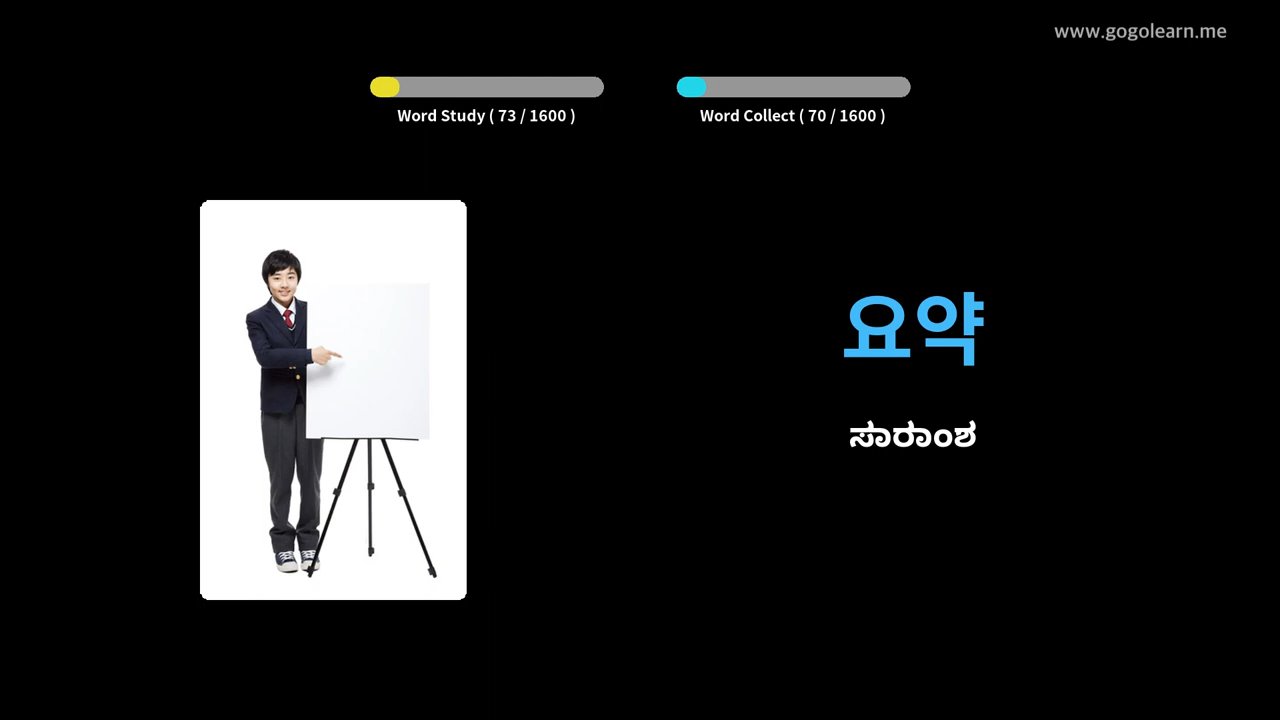 www.gogolearn.me
Word Study ( 73 / 1600 )
Word Collect ( 70 / 1600 )
요약
ಸಾರಾಂಶ